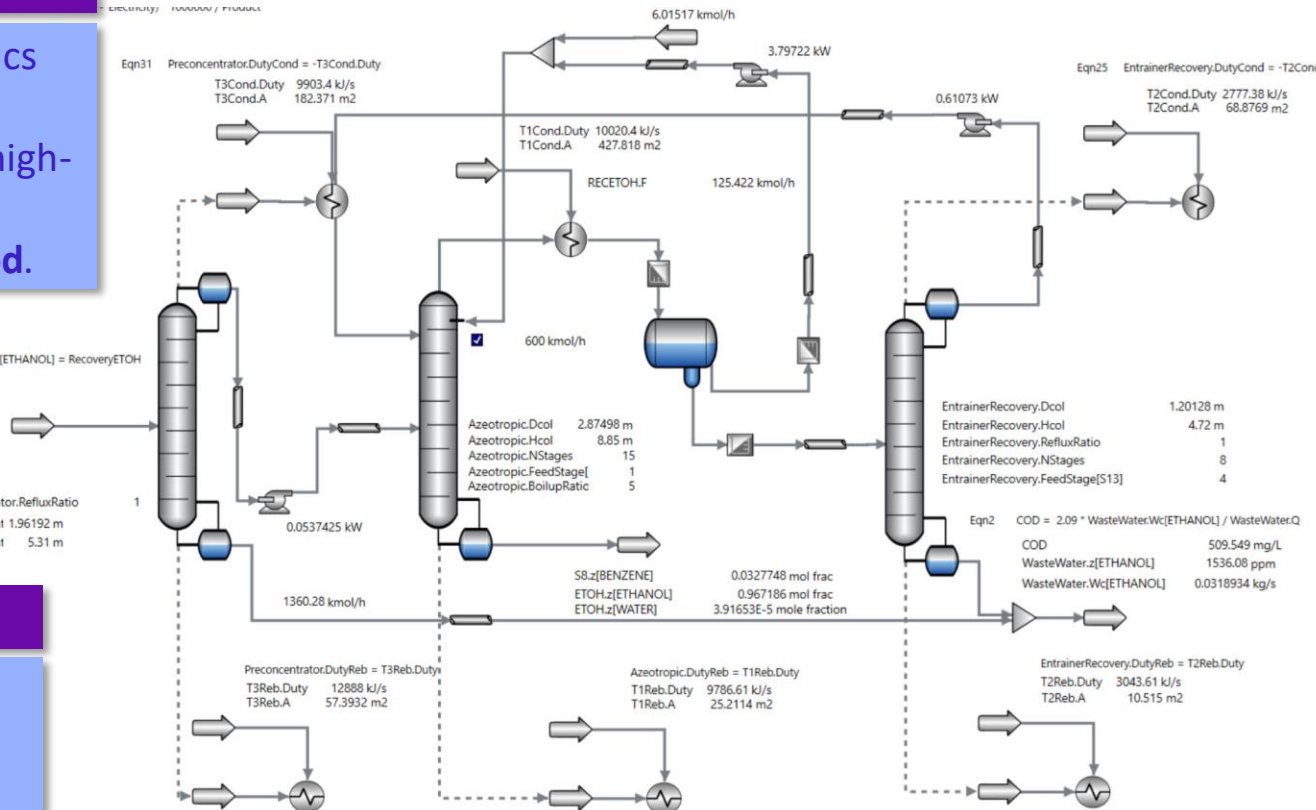 Electricity) 1000000 / Product
ics
high-
d.
Eqn31 Preconcentrator.DutyCond = -T3Cond.Duty
T3Cond.Duty 9903.4 kJ/s
T3Cond.A 182.371 m2
6.01517 kmol/h
3.79722 kW
T1Cond.Duty 10020.4 kJ/s
T1Cond.A 427.818 m2
RECETOH.F 125.422 kmol/h
0.61073 kW
Eqn25 EntrainerRecovery.DutyCond = -T2Cond
T2Cond.Duty 2777.38 kJ/s
T2Cond.A 68.8769 m2
600 kmol/h
[ETHANOL] = RecoveryETOH
Azeotropic.Dcol 2.87498 m
Azeotropic.Hcol 8.85 m
Azeotropic.NStages 15
Azeotropic.FeedStage[ 1
Azeotropic.BoilupRatic 5
EntrainerRecovery.Dcol 1.20128 m
EntrainerRecovery.Hcol 4.72 m
EntrainerRecovery.RefluxRatio 1
EntrainerRecovery.NStages 8
EntrainerRecovery.FeedStage[S13] 4
tor.RefluxRatio 1
1.96192 m
5.31 m
0.0537425 kW
Eqn2 COD = 2.09 * WasteWater.Wc[ETHANOL] / WasteWater.Q
COD 509.549 mg/L
WasteWater.z[ETHANOL] 1536.08 ppm
WasteWater.Wc[ETHANOL] 0.0318934 kg/s
S8.z[BENZENE] 0.0327748 mol frac
ETOH.z[ETHANOL] 0.967186 mol frac
ETOH.z[WATER] 3.91653E-5 mole fraction
1360.28 kmol/h
Preconcentrator.DutyReb = T3Reb.Duty
T3Reb.Duty 12888 kJ/s
T3Reb.A 57.3932 m2
Azeotropic.DutyReb = T1Reb.Duty
T1Reb.Duty 9786.61 kJ/s
T1Reb.A 25.2114 m2
EntrainerRecovery.DutyReb = T2Reb.Duty
T2Reb.Duty 3043.61 kJ/s
T2Reb.A 10.515 m2